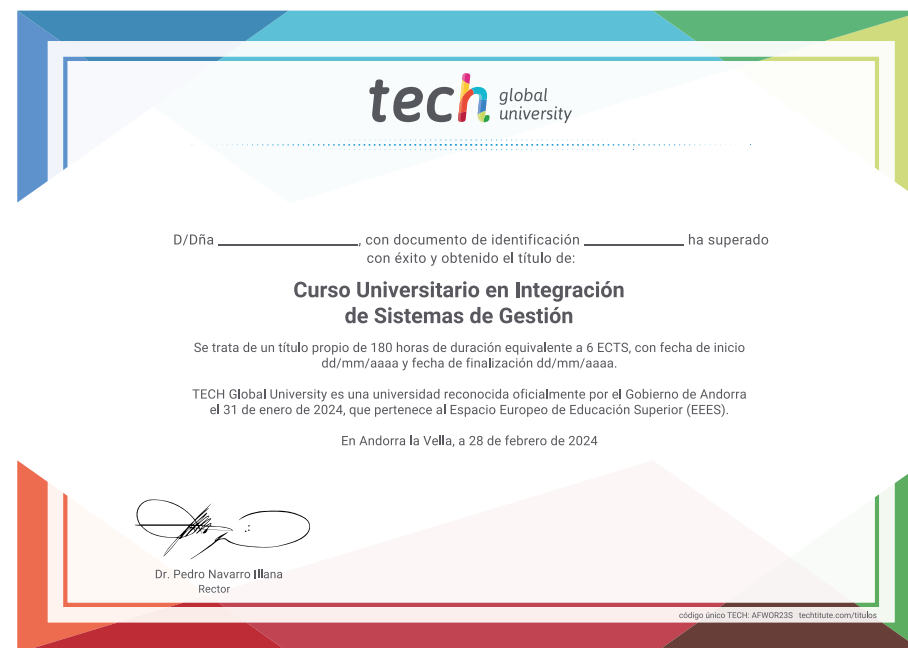 tech global university
D/Dña ____________________, con documento de identificación ______________ ha superado
con éxito y obtenido el título de:
Curso Universitario en Integración
de Sistemas de Gestión
Se trata de un título propio de 180 horas de duración equivalente a 6 ECTS, con fecha de inicio
dd/mm/aaaa y fecha de finalización dd/mm/aaaa.
TECH Global University es una universidad reconocida oficialmente por el Gobierno de Andorra
el 31 de enero de 2024, que pertenece al Espacio Europeo de Educación Superior (EEES).
En Andorra la Vella, a 28 de febrero de 2024
Dr. Pedro Navarro Illana
Rector
código único TECH: AFWOR23S techtitute.com/titulos